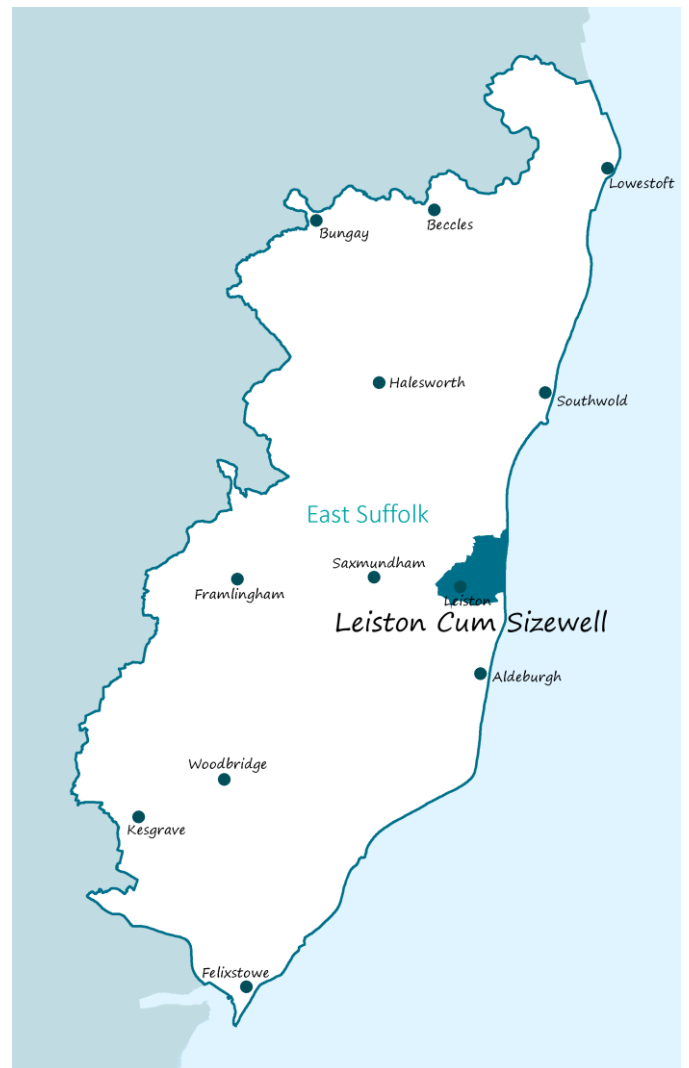 Lowestoft
Beccles
Bungay
Halesworth
Southwold
East Suffolk
Saxmundham
Framlingham
Leiston
Leiston Cum Sizewell
Aldeburgh
Woodbridge
Kesgrave
Felixstowe